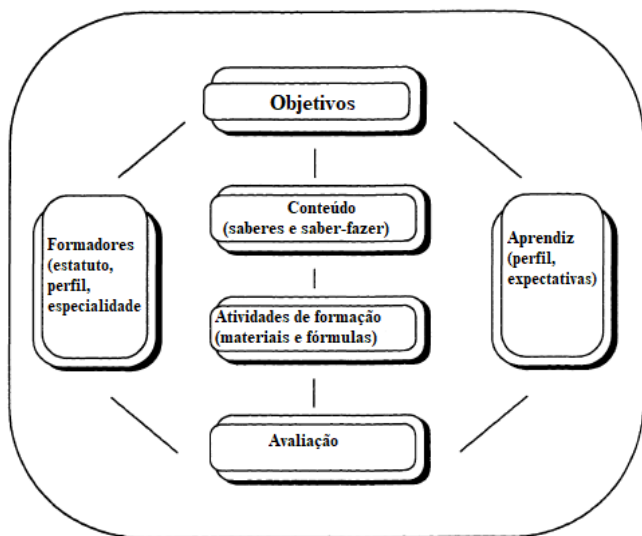 Objetivos
Conteúdo
(saberes e saber-fazer)
Formadores
(estatuto,
perfil,
especialidade
Aprendiz
(perfil,
expectativas)
Atividades de formação
(materiais e fórmulas)
Avaliação